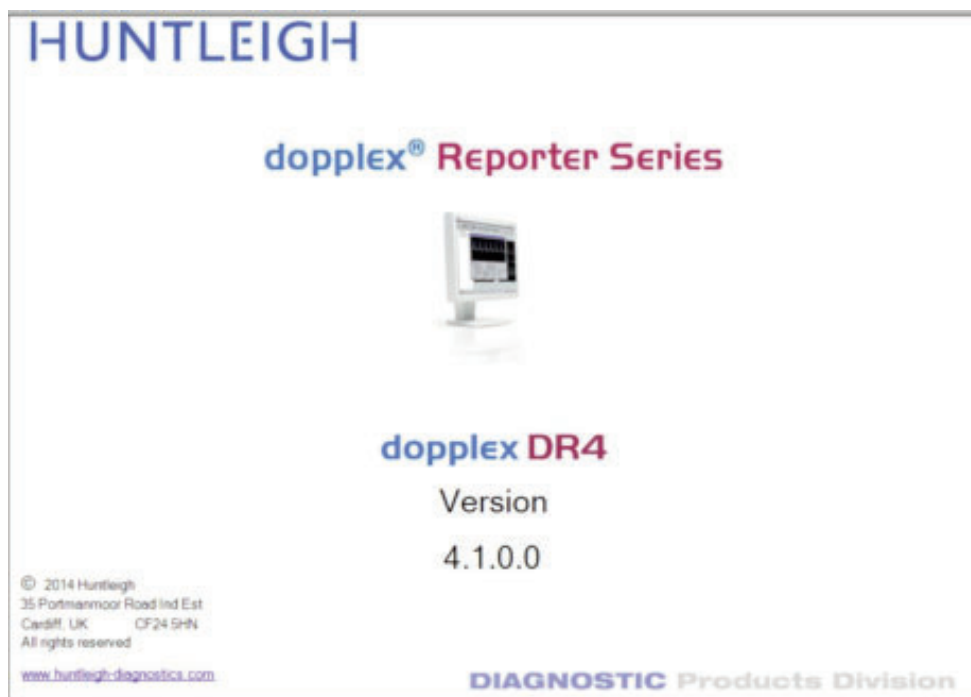 HUNTLEIGH
dopplex® Reporter Series
dopplex DR4
Version
4.1.0.0
© 2014 Huntleigh
35 Portmanmoor Road Ind Est
Cardiff, UK CF24 5HN
All rights reserved
www.huntleigh-diagnostics.com
DIAGNOSTIC Products Division